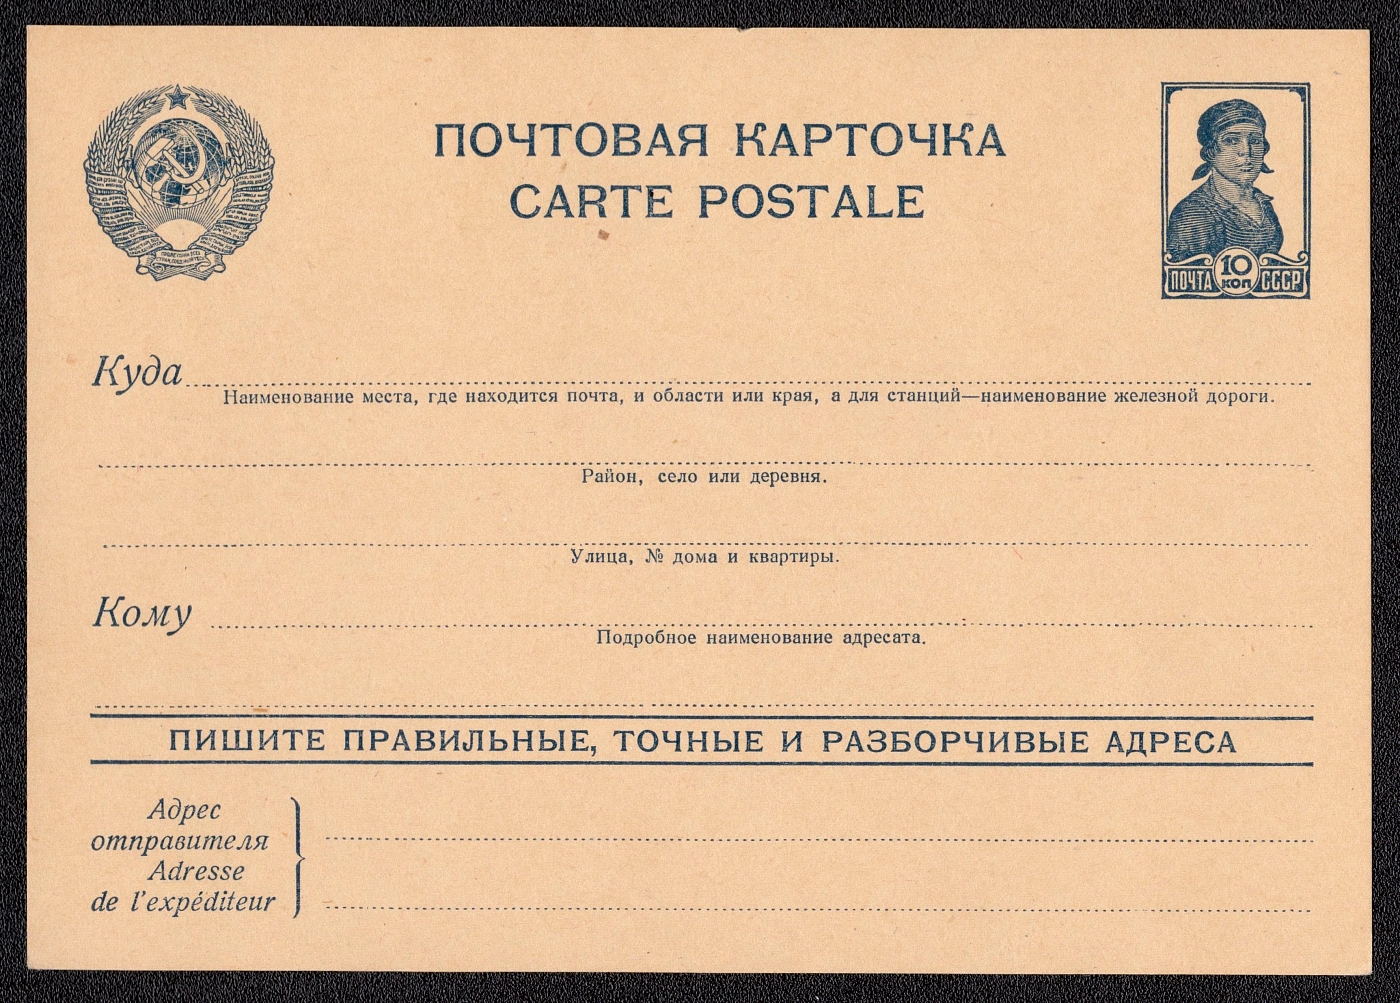 ПОЧТОВАЯ КАРТОЧКА
CARTE POSTALE
10
КОП
ПОЧТА СССР
Куда
Наименование места, где находится почта, и области или края, а для станций—наименование железной дороги.
Район, село или деревня.
Улица, № дома и квартиры.
Кому
Подробное наименование адресата.
ПИШИТЕ ПРАВИЛЬНЫЕ, ТОЧНЫЕ И РАЗБОРЧИВЫЕ АДРЕСА
Адрес
отправителя
Adresse
de l'expéditeur